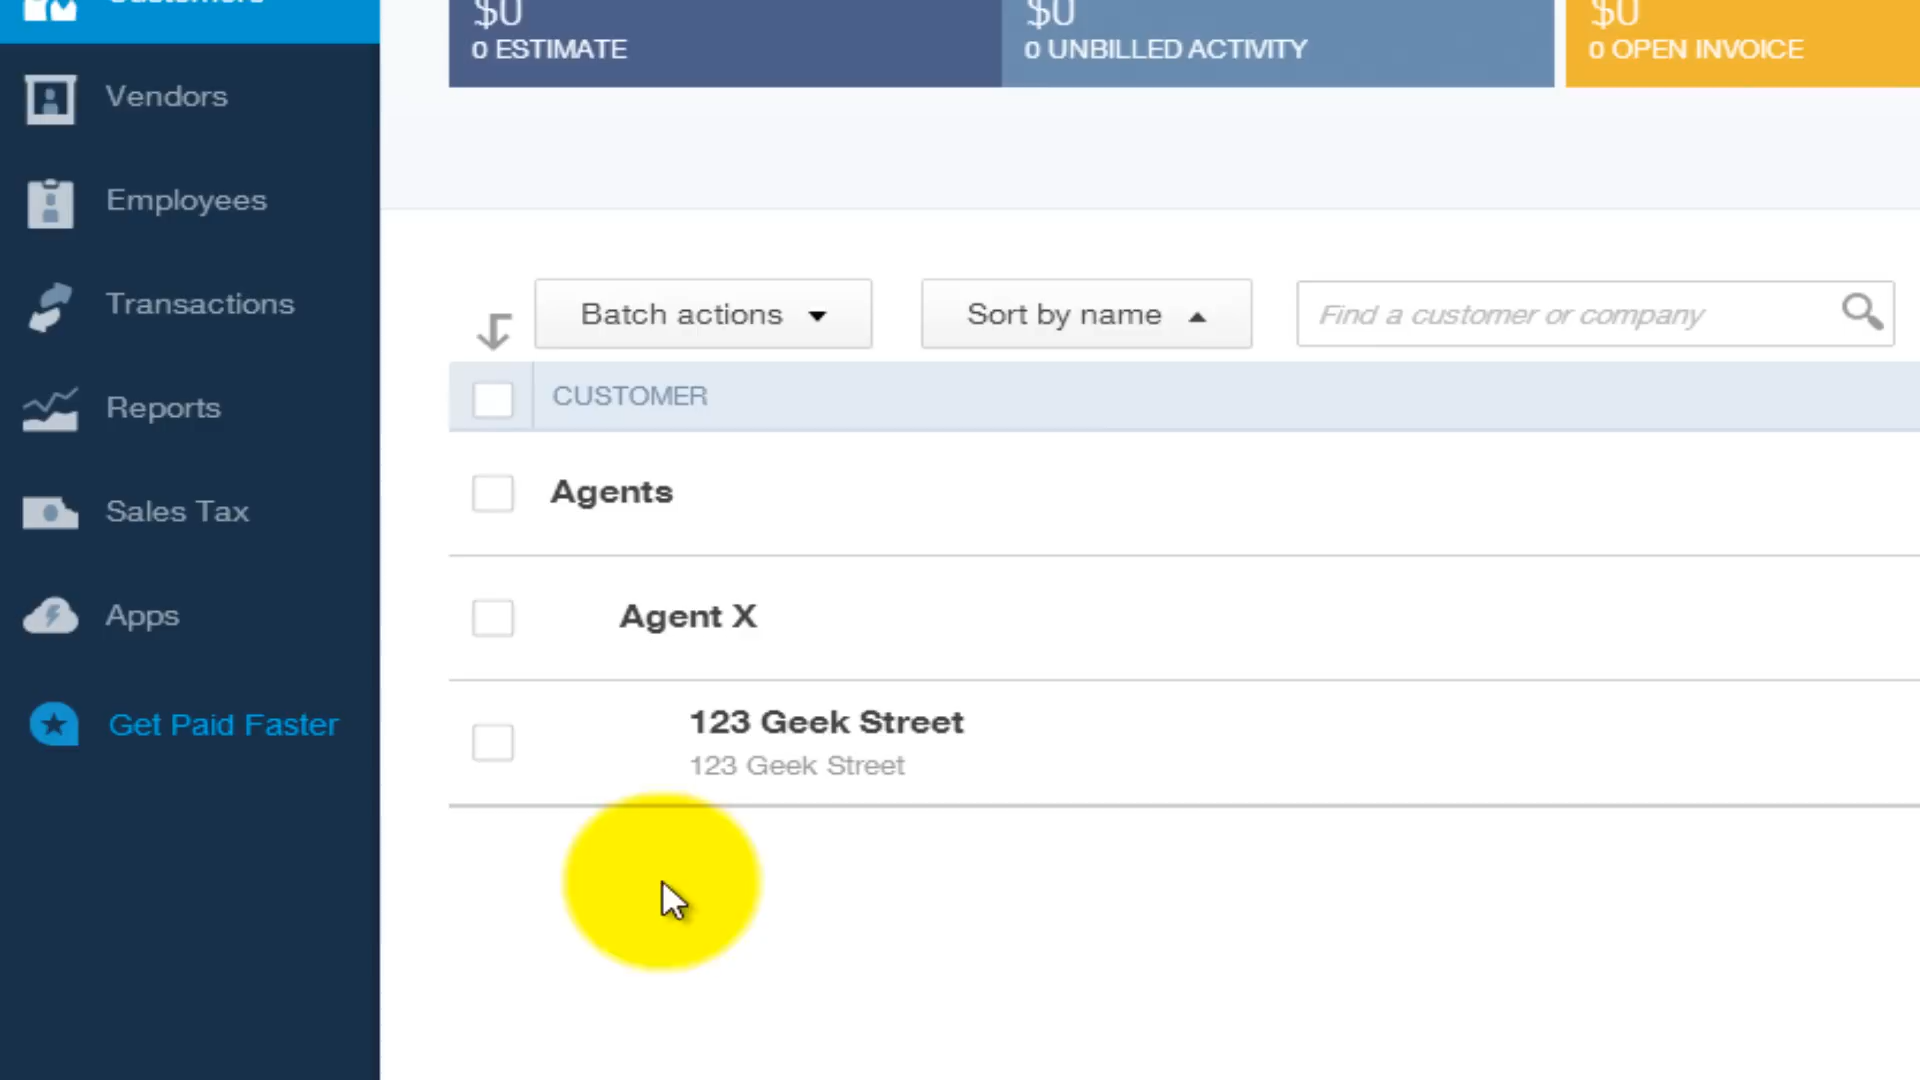 Customers
$0
0 ESTIMATE
$0
0 UNBILLED ACTIVITY
$0
0 OPEN INVOICE
Vendors
Employees
Transactions
Reports
Sales Tax
Apps
Get Paid Faster
Batch actions
Sort by name
Find a customer or company
CUSTOMER
Agents
Agent X
123 Geek Street
123 Geek Street